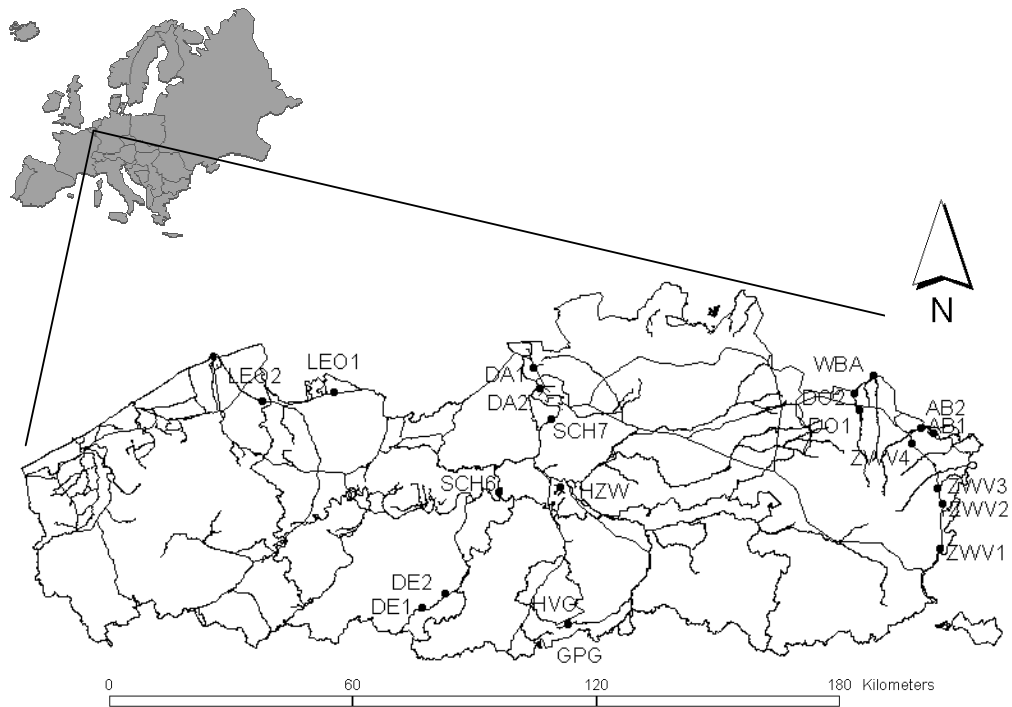 N
LEO1
LEO2
WBA
DA1
DO2
DA2
AB2
SCH7
DO1
AB1
ZWV4
SCH6
HZW
ZWV3
ZWV2
ZWV1
DE2
DE1
HVC
GPG
0 60 120 180 Kilometers